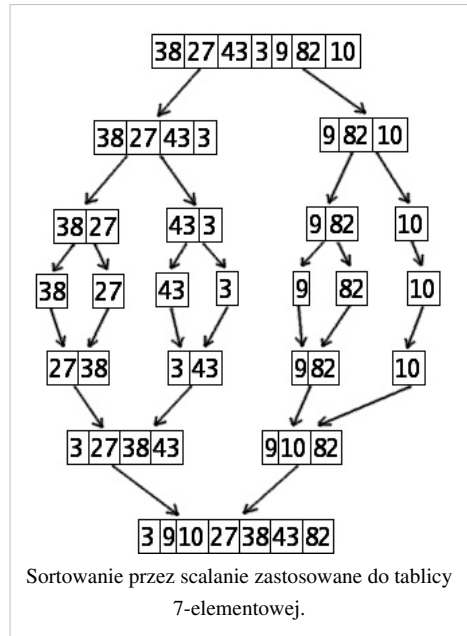 38 27 43 3 9 82 10
38 27 43 3 9 82 10
38 27 43 3 9 82 10
38 27 43 3 9 82 10
27 38 3 43 9 82 10
3 27 38 43 9 10 82
3 9 10 27 38 43 82
Sortowanie przez scalanie zastosowane do tablicy
7-elementowej.